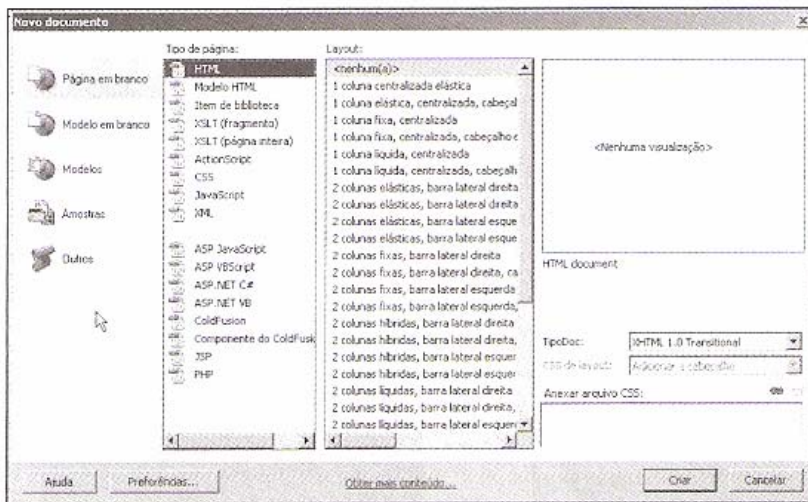 Novo documento
Página em branco
Modelo em branco
Modelos
Amostras
Outros
Tipo de página:
HTML
Modelo HTML
Item de biblioteca
XSLT (fragmento)
XSLT (página inteira)
ActionScript
CSS
JavaScript
XML
ASP JavaScript
ASP VBScript
ASP.NET C#
ASP.NET VB
ColdFusion
Componente do ColdFusk
JSP
PHP
Layout:
<nenhum(a)>
1 coluna centralizada elástica
1 coluna elástica, centralizada, cabeçal
1 coluna fixa, centralizada
1 coluna fixa, centralizada, cabeçalho e
1 coluna líquida, centralizada
1 coluna líquida, centralizada, cabeçalh
2 colunas elásticas, barra lateral direita
2 colunas elásticas, barra lateral direita
2 colunas elásticas, barra lateral esque
2 colunas elásticas, barra lateral esque
2 colunas fixas, barra lateral direita
2 colunas fixas, barra lateral direita, ca
2 colunas fixas, barra lateral esquerda
2 colunas fixas, barra lateral esquerda,
2 colunas híbridas, barra lateral direita
2 colunas híbridas, barra lateral direita,
2 colunas híbridas, barra lateral esquer
2 colunas híbridas, barra lateral esquer
2 colunas líquidas, barra lateral direita
2 colunas líquidas, barra lateral direita,
2 colunas líquidas, barra lateral esquer
<Nenhuma visualização>
HTML document
TipoDoc:
XHTML 1.0 Transitional
CSS de layout:
Adicionar a cabeçalho
Anexar arquivo CSS:
Ajuda
Preferências...
Obter mais conteúdo...
Criar
Cancelar